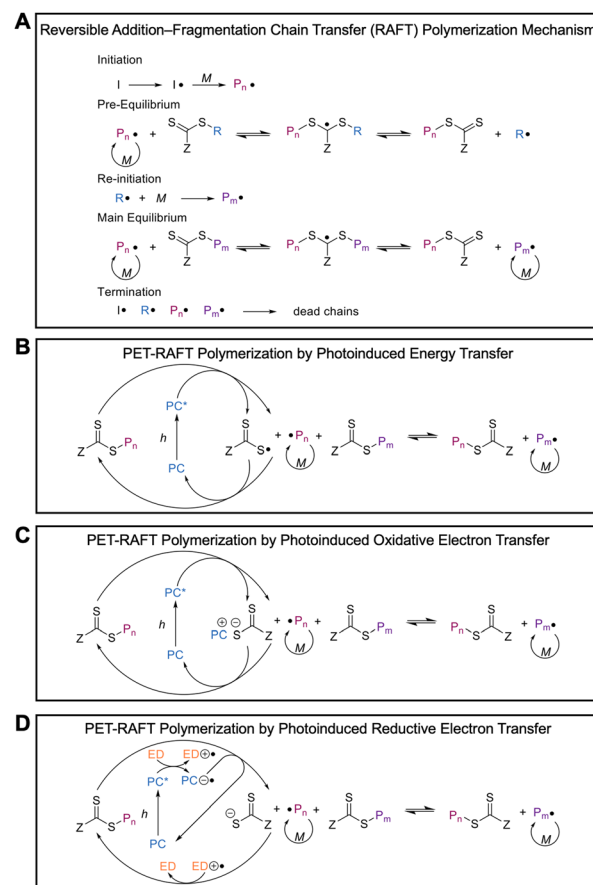 A
Reversible Addition–Fragmentation Chain Transfer (RAFT) Polymerization Mechanism
Initiation
I I• M Pn•
Pre-Equilibrium
Pn• + S S R Z Pn S • S R Z Pn S S Z + R•
M
Re-initiation
R• + M Pm•
Main Equilibrium
Pn• + S S Pm Z Pn S • S Pm Z Pn S S Z + Pm•
M M
Termination
I• R• Pn• Pm• dead chains
B
PET-RAFT Polymerization by Photoinduced Energy Transfer
PC*
S Z S Pn h S Z S• + •Pn + S Z S Pm Pn S S Z + Pm•
PC M M
C
PET-RAFT Polymerization by Photoinduced Oxidative Electron Transfer
PC*
S Z S Pn h PC⊕ ⊖S S Z + •Pn + S Z S Pm Pn S S Z + Pm•
PC M M
D
PET-RAFT Polymerization by Photoinduced Reductive Electron Transfer
ED ED⊕•
PC* PC⊖•
S Z S Pn h ⊖S S Z + •Pn + S Z S Pm Pn S S Z + Pm•
PC M M
ED ED⊕•